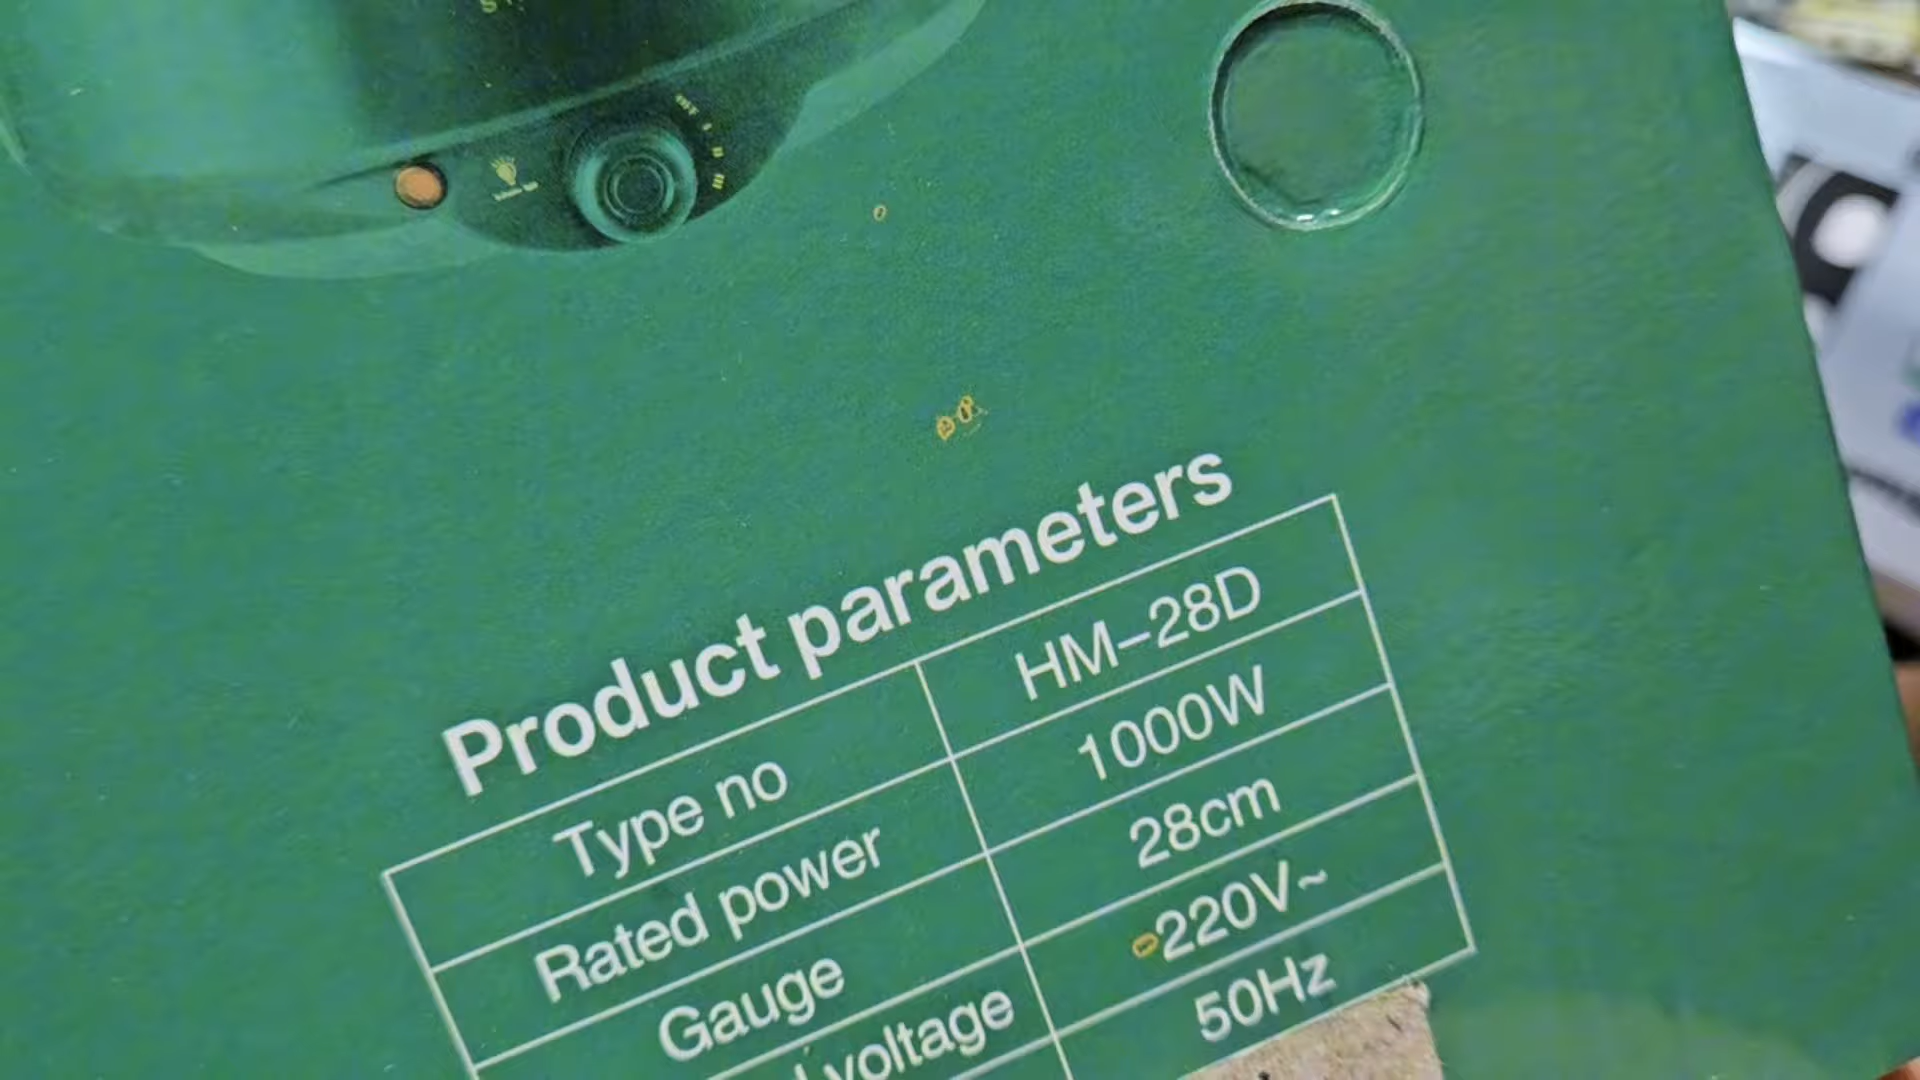 Product parameters
Type no HM-28D
Rated power 1000W
Gauge 28cm
voltage 220V~
50Hz